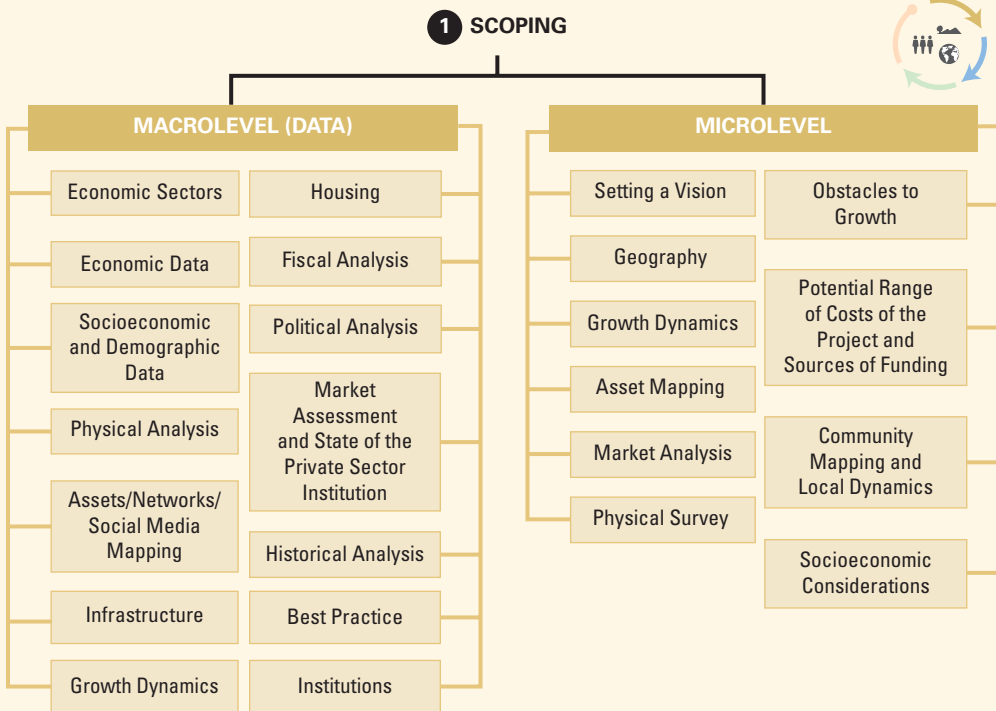 1 SCOPING
MACROLEVEL (DATA)
Economic Sectors
Economic Data
Socioeconomic
and Demographic
Data
Physical Analysis
Assets/Networks/
Social Media
Mapping
Infrastructure
Growth Dynamics
Housing
Fiscal Analysis
Political Analysis
Market
Assessment
and State of the
Private Sector
Institution
Historical Analysis
Best Practice
Institutions
MICROLEVEL
Setting a Vision
Geography
Growth Dynamics
Asset Mapping
Market Analysis
Physical Survey
Obstacles to
Growth
Potential Range
of Costs of the
Project and
Sources of Funding
Community
Mapping and
Local Dynamics
Socioeconomic
Considerations